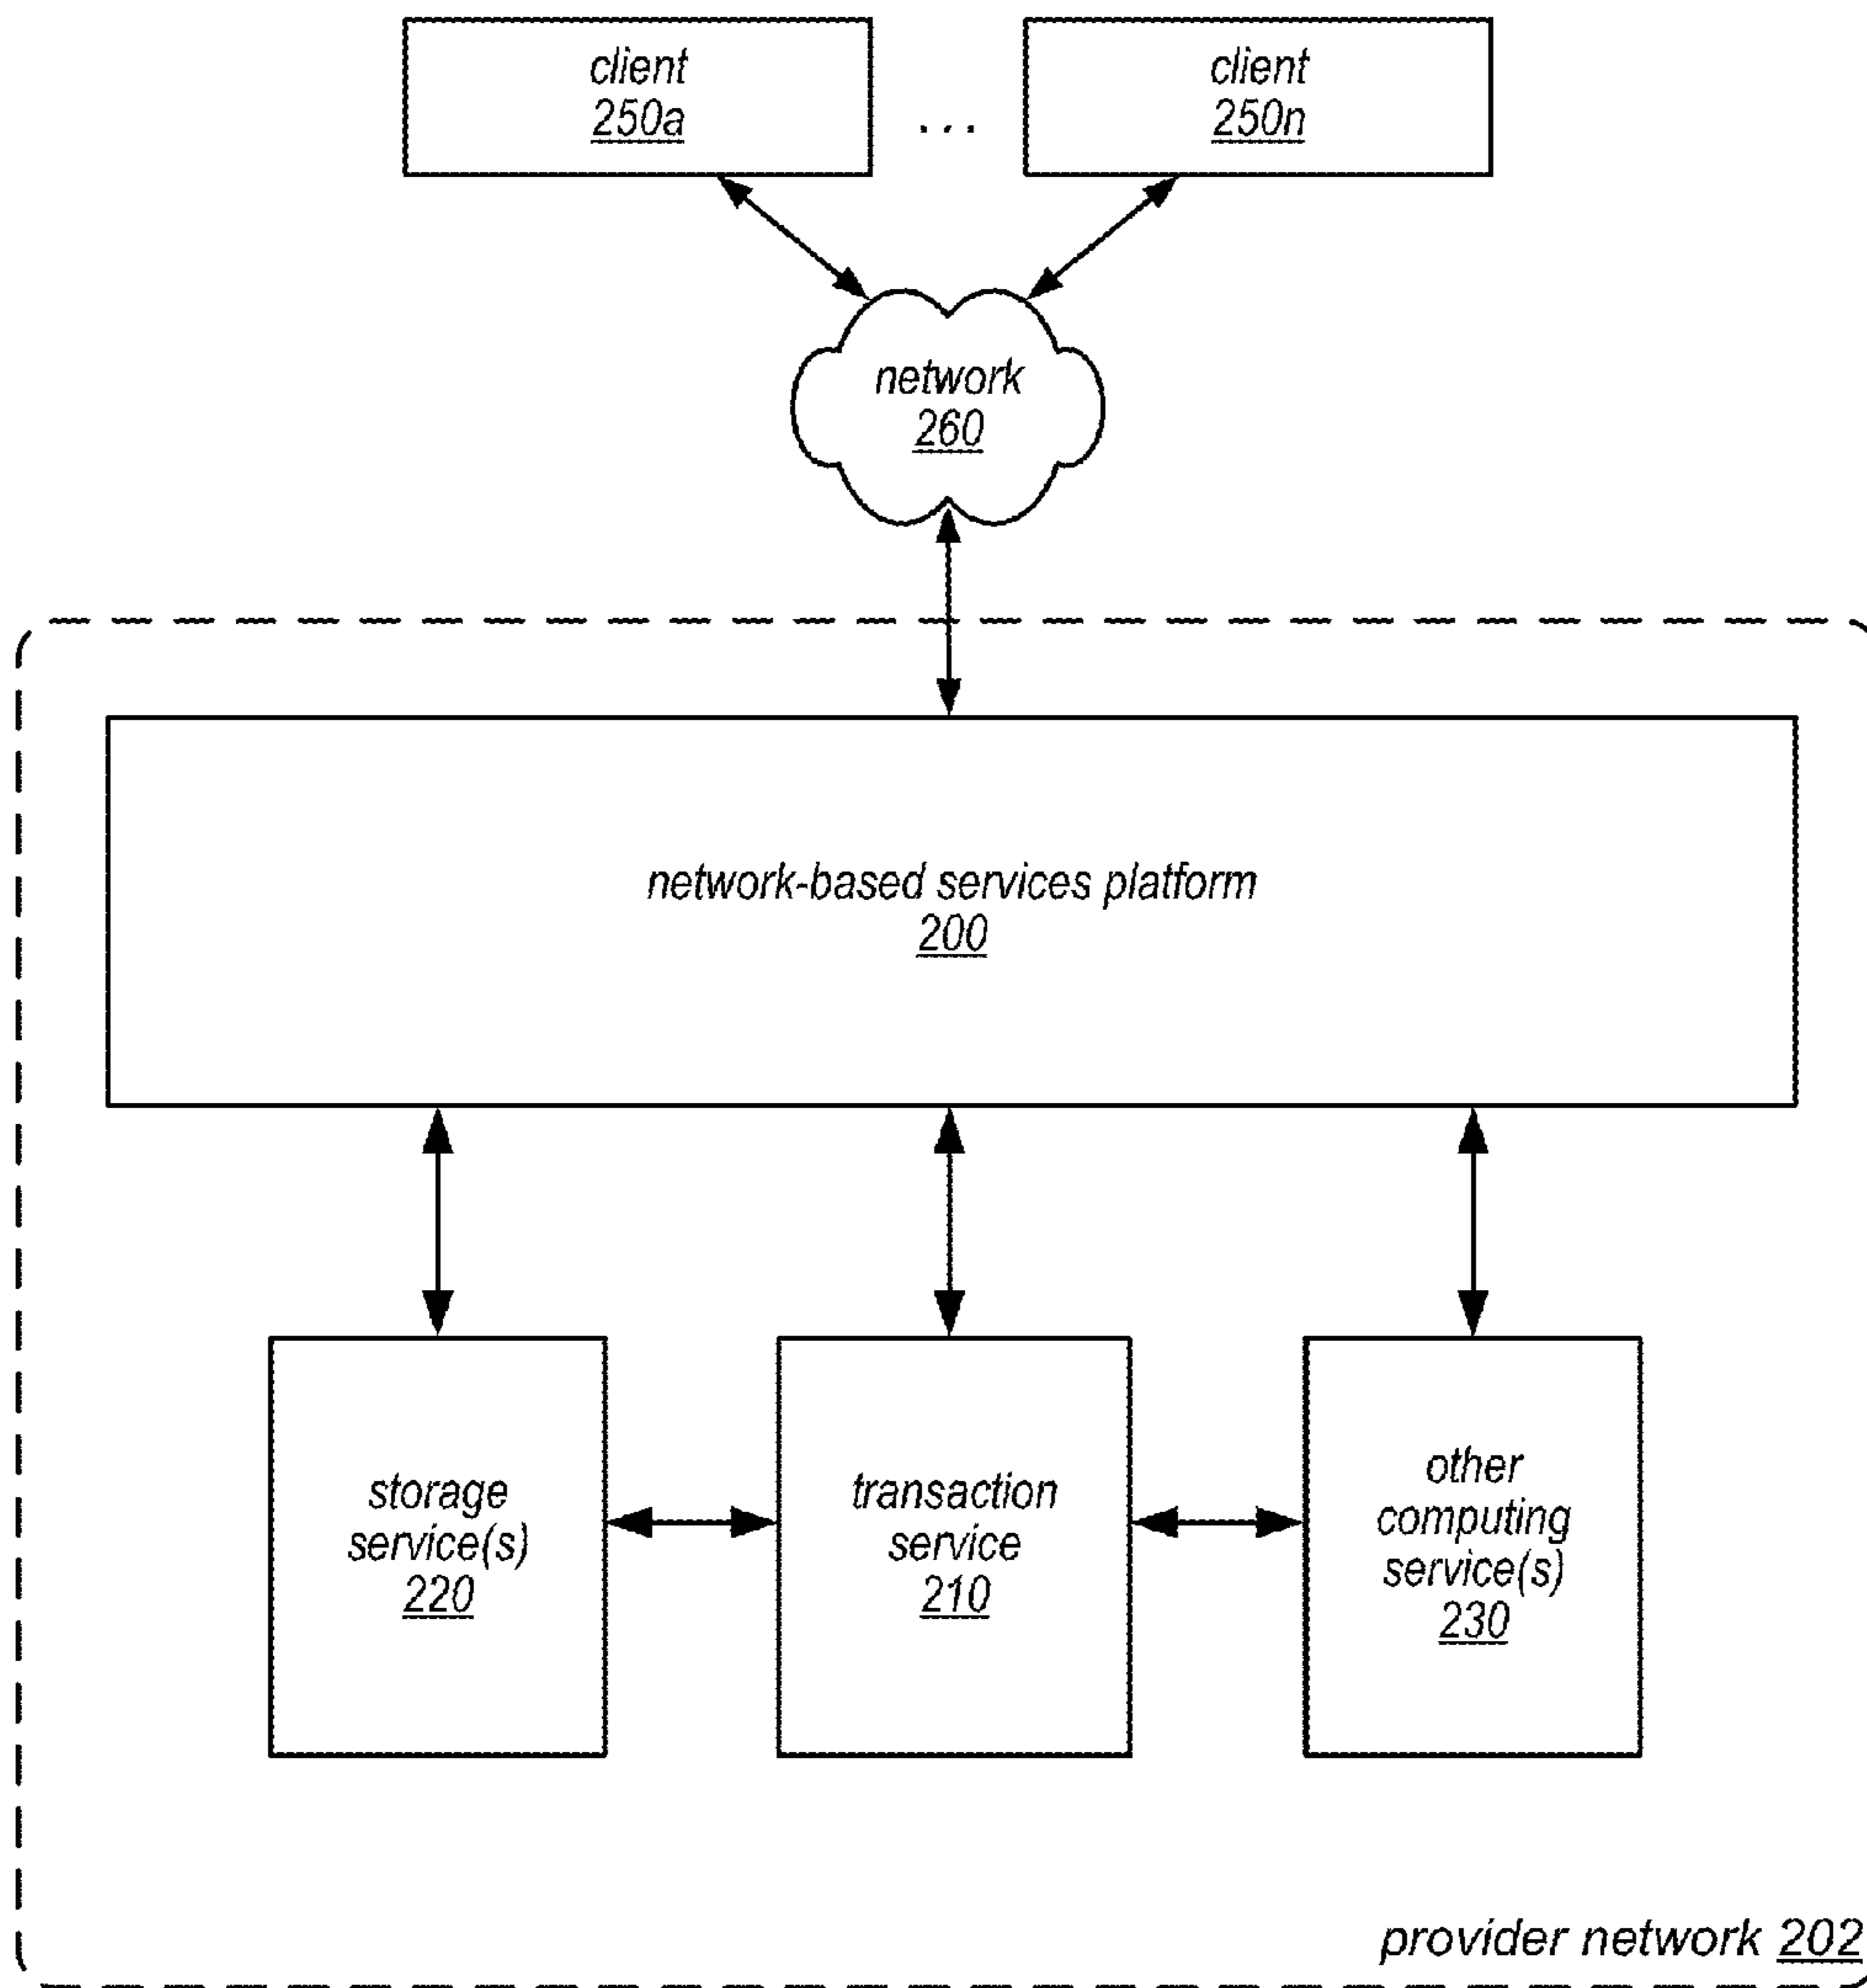 client
250a
...
client
250n
network
260
network-based services platform
200
storage
service(s)
220
transaction
service
210
other
computing
service(s)
230
provider network 202